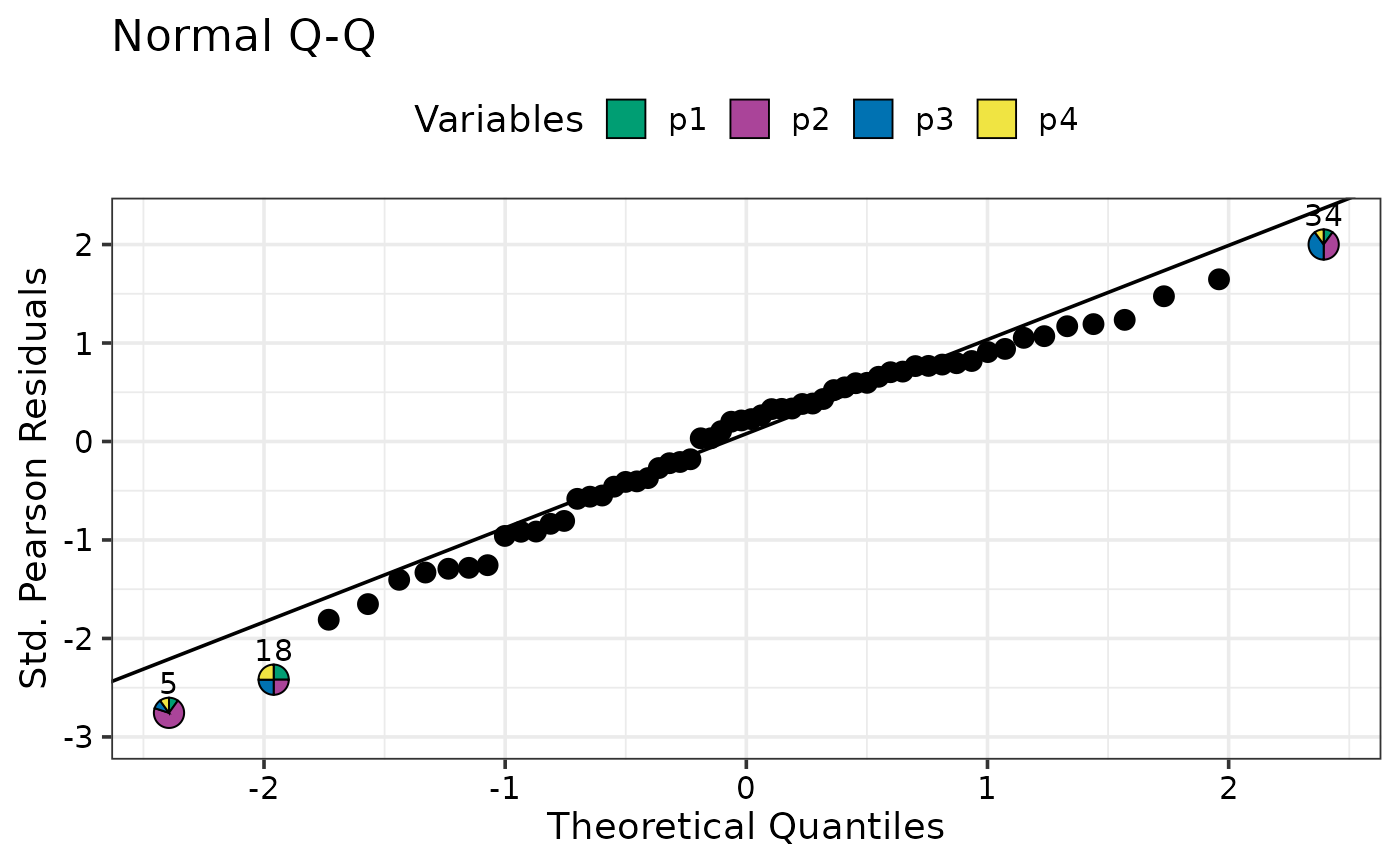 Normal Q-Q
Variables p1 p2 p3 p4
Std. Pearson Residuals
2
1
0
-1
-2
-3
34
18
5
-2 -1 0 1 2
Theoretical Quantiles